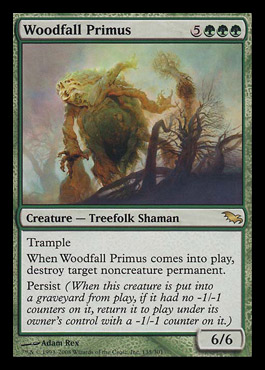 Woodfall Primus 5
Creature — Treefolk Shaman
Trample
When Woodfall Primus comes into play,
destroy target noncreature permanent.
Persist (When this creature is put into
a graveyard from play, if it had no -1/-1
counters on it, return it to play under its
owner's control with a -1/-1 counter on it.)
Adam Rex
6/6